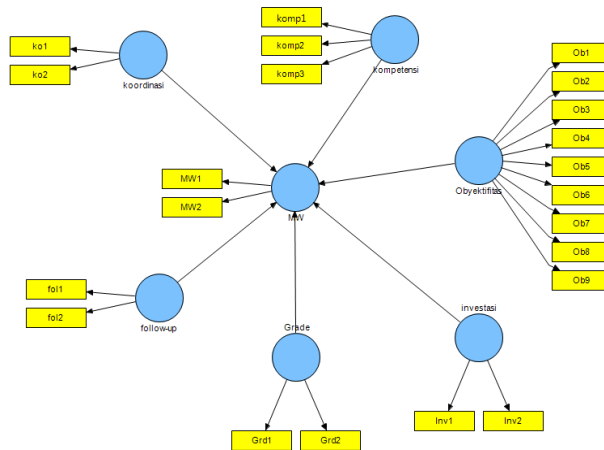 komp1
komp2
komp3
kompetensi
ko1
ko2
koordinasi
Ob1
Ob2
Ob3
Ob4
Ob5
Ob6
Ob7
Ob8
Ob9
Obyektifitas
MW1
MW2
MW
fol1
fol2
follow-up
Grade
Grd1
Grd2
investasi
Inv1
Inv2